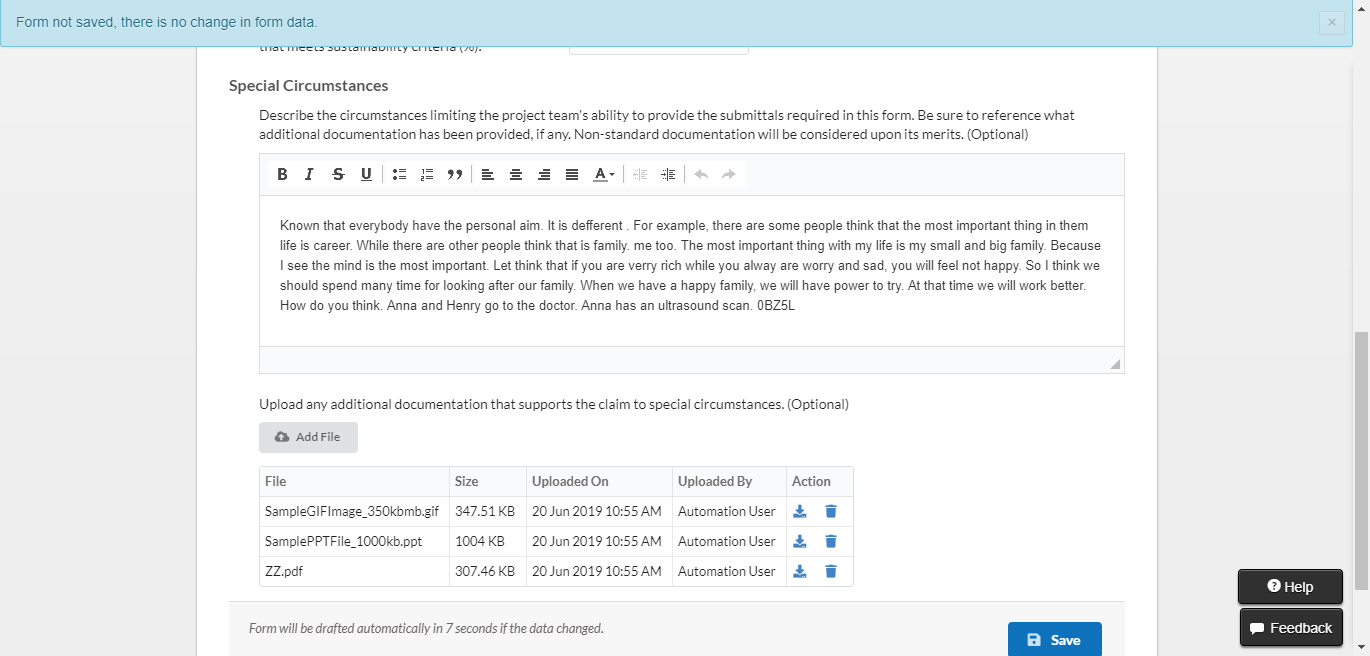 Form not saved, there is no change in form data.
×
that meets sustainability criteria (%).
Special Circumstances
Describe the circumstances limiting the project team's ability to provide the submittals required in this form. Be sure to reference what
additional documentation has been provided, if any. Non-standard documentation will be considered upon its merits. (Optional)
B I S U A
Known that everybody have the personal aim. It is defferent . For example, there are some people think that the most important thing in them
life is career. While there are other people think that is family. me too. The most important thing with my life is my small and big family. Because
I see the mind is the most important. Let think that if you are verry rich while you alway are worry and sad, you will feel not happy. So I think we
should spend many time for looking after our family. When we have a happy family, we will have power to try. At that time we will work better.
How do you think. Anna and Henry go to the doctor. Anna has an ultrasound scan. 0BZ5L
Upload any additional documentation that supports the claim to special circumstances. (Optional)
Add File
File Size Uploaded On Uploaded By Action
SampleGIFImage_350kbmb.gif 347.51 KB 20 Jun 2019 10:55 AM Automation User
SamplePPTFile_1000kb.ppt 1004 KB 20 Jun 2019 10:55 AM Automation User
ZZ.pdf 307.46 KB 20 Jun 2019 10:55 AM Automation User
Help
Feedback
Form will be drafted automatically in 7 seconds if the data changed.
Save